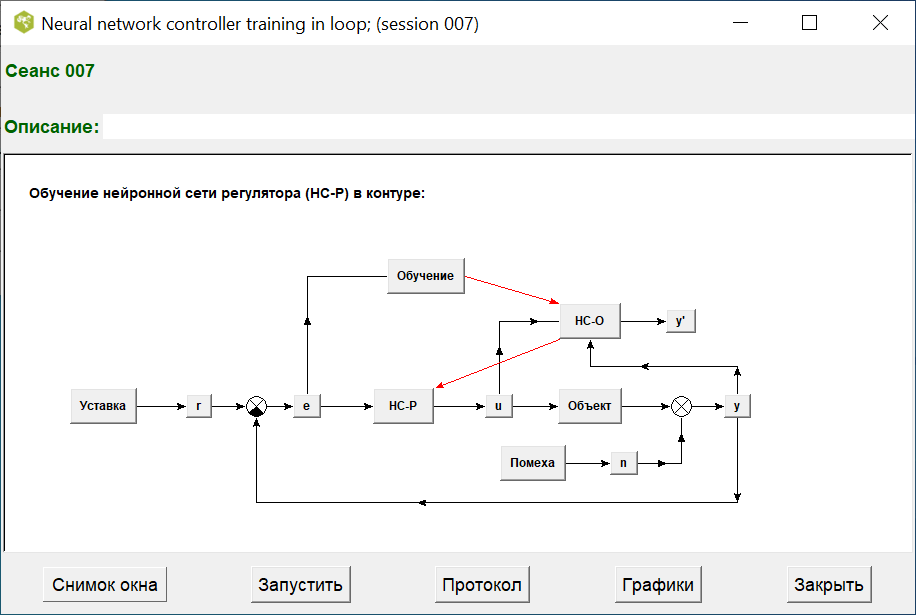 Neural network controller training in loop; (session 007)
Сеанс 007
Описание:
Обучение нейронной сети регулятора (НС-Р) в контуре:
Обучение
НС-О
y'
Уставка
r
e
НС-Р
u
Объект
y
Помеха
n
Снимок окна
Запустить
Протокол
Графики
Закрыть